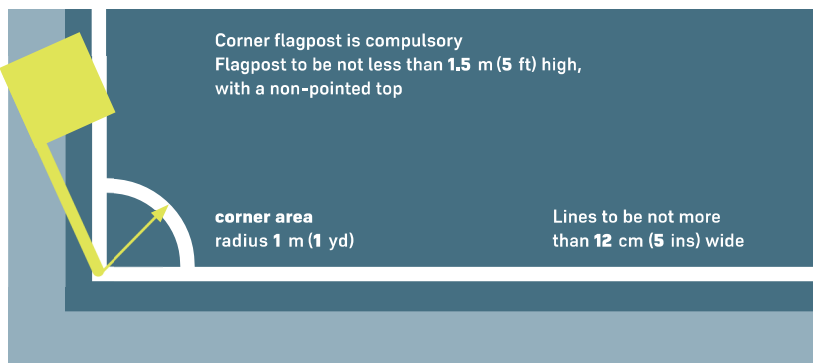 Corner flagpost is compulsory
Flagpost to be not less than 1.5 m (5 ft) high,
with a non-pointed top
corner area
radius 1 m (1 yd)
Lines to be not more
than 12 cm (5 ins) wide